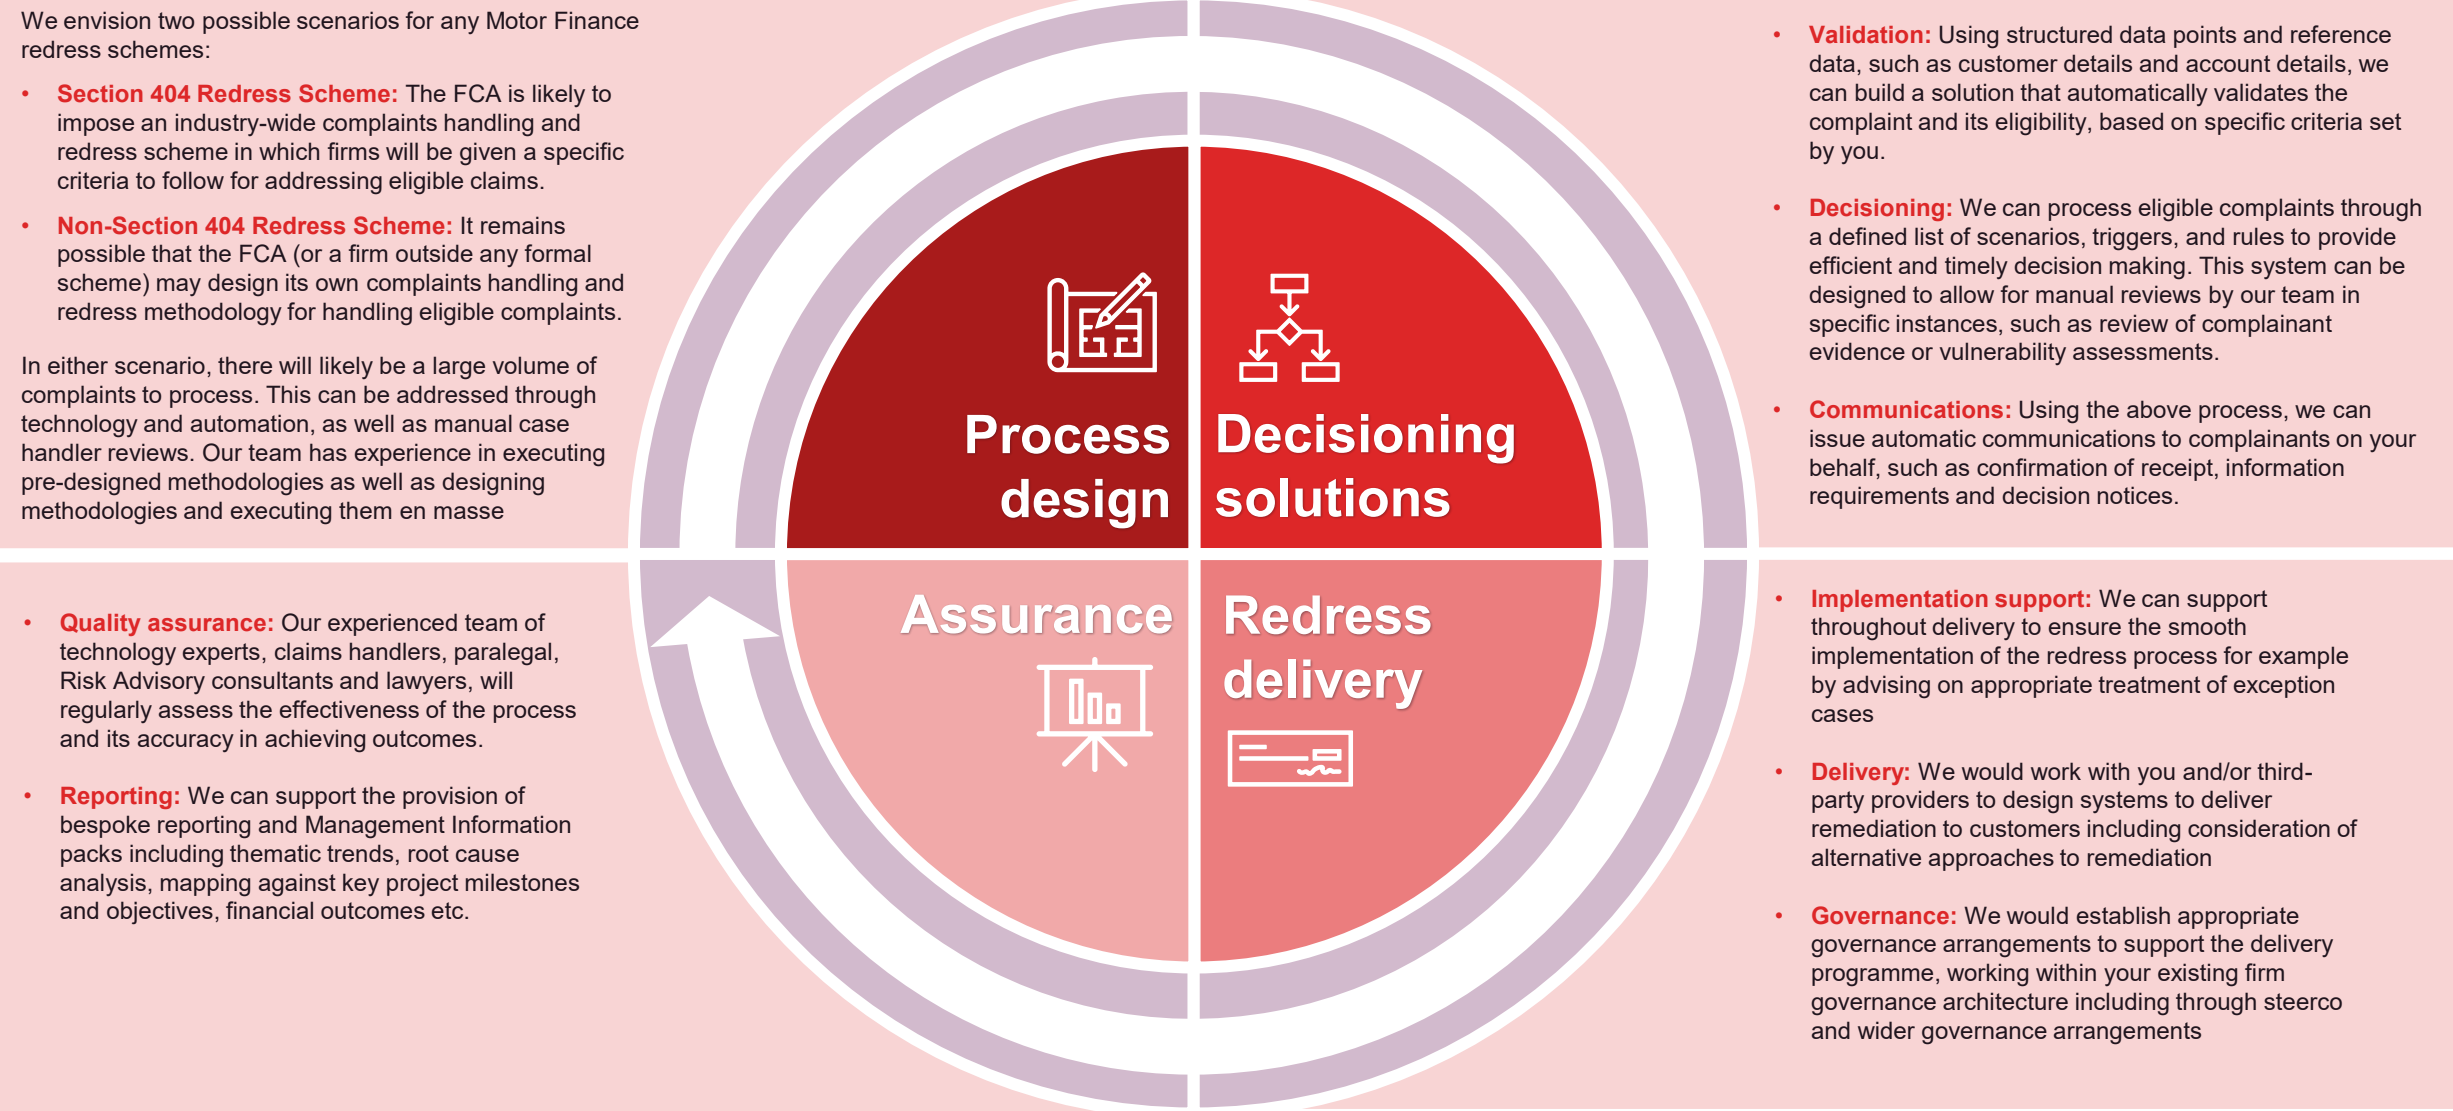 We envision two possible scenarios for any Motor Finance
redress schemes:
• Section 404 Redress Scheme: The FCA is likely to
impose an industry-wide complaints handling and
redress scheme in which firms will be given a specific
criteria to follow for addressing eligible claims.
• Non-Section 404 Redress Scheme: It remains
possible that the FCA (or a firm outside any formal
scheme) may design its own complaints handling and
redress methodology for handling eligible complaints.
In either scenario, there will likely be a large volume of
complaints to process. This can be addressed through
technology and automation, as well as manual case
handler reviews. Our team has experience in executing
pre-designed methodologies as well as designing
methodologies and executing them en masse
Process
design
Decisioning
solutions
• Validation: Using structured data points and reference
data, such as customer details and account details, we
can build a solution that automatically validates the
complaint and its eligibility, based on specific criteria set
by you.
• Decisioning: We can process eligible complaints through
a defined list of scenarios, triggers, and rules to provide
efficient and timely decision making. This system can be
designed to allow for manual reviews by our team in
specific instances, such as review of complainant
evidence or vulnerability assessments.
• Communications: Using the above process, we can
issue automatic communications to complainants on your
behalf, such as confirmation of receipt, information
requirements and decision notices.
• Quality assurance: Our experienced team of
technology experts, claims handlers, paralegal,
Risk Advisory consultants and lawyers, will
regularly assess the effectiveness of the process
and its accuracy in achieving outcomes.
• Reporting: We can support the provision of
bespoke reporting and Management Information
packs including thematic trends, root cause
analysis, mapping against key project milestones
and objectives, financial outcomes etc.
Assurance
Redress
delivery
• Implementation support: We can support
throughout delivery to ensure the smooth
implementation of the redress process for example
by advising on appropriate treatment of exception
cases
• Delivery: We would work with you and/or third-
party providers to design systems to deliver
remediation to customers including consideration of
alternative approaches to remediation
• Governance: We would establish appropriate
governance arrangements to support the delivery
programme, working within your existing firm
governance architecture including through steerco
and wider governance arrangements